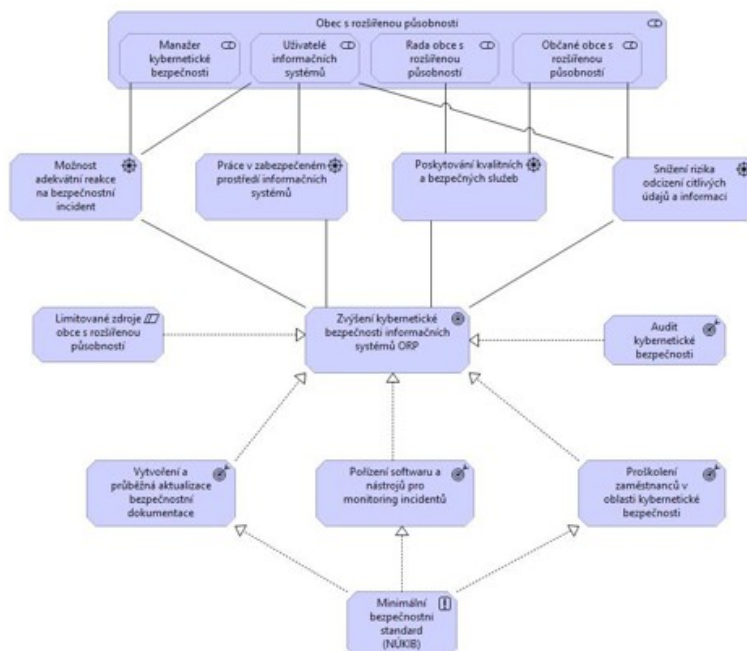 Obec s rozšířenou působností
Manažer
kybernetické
bezpečnosti
Uživatelé
informačních
systémů
Rada obce s
rozšířenou
působností
Občané obce s
rozšířenou
působností
Možnost
adekvátní reakce
na bezpečnostní
incident
Práce v zabezpečeném
prostředí informačních
systémů
Poskytování kvalitních
a bezpečných služeb
Snížení rizika
odcizení citlivých
údajů a informací
Limitované zdroje
obce s rozšířenou
působností
Zvýšení kybernetické
bezpečnosti informačních
systémů ORP
Audit
kybernetické
bezpečnosti
Vytvoření a
průběžná aktualizace
bezpečnostní
dokumentace
Pořízení softwaru a
nástrojů pro
monitoring incidentů
Proškolení
zaměstnanců v
oblasti kybernetické
bezpečnosti
Minimální
bezpečnostní
standard
(NÚKIB)